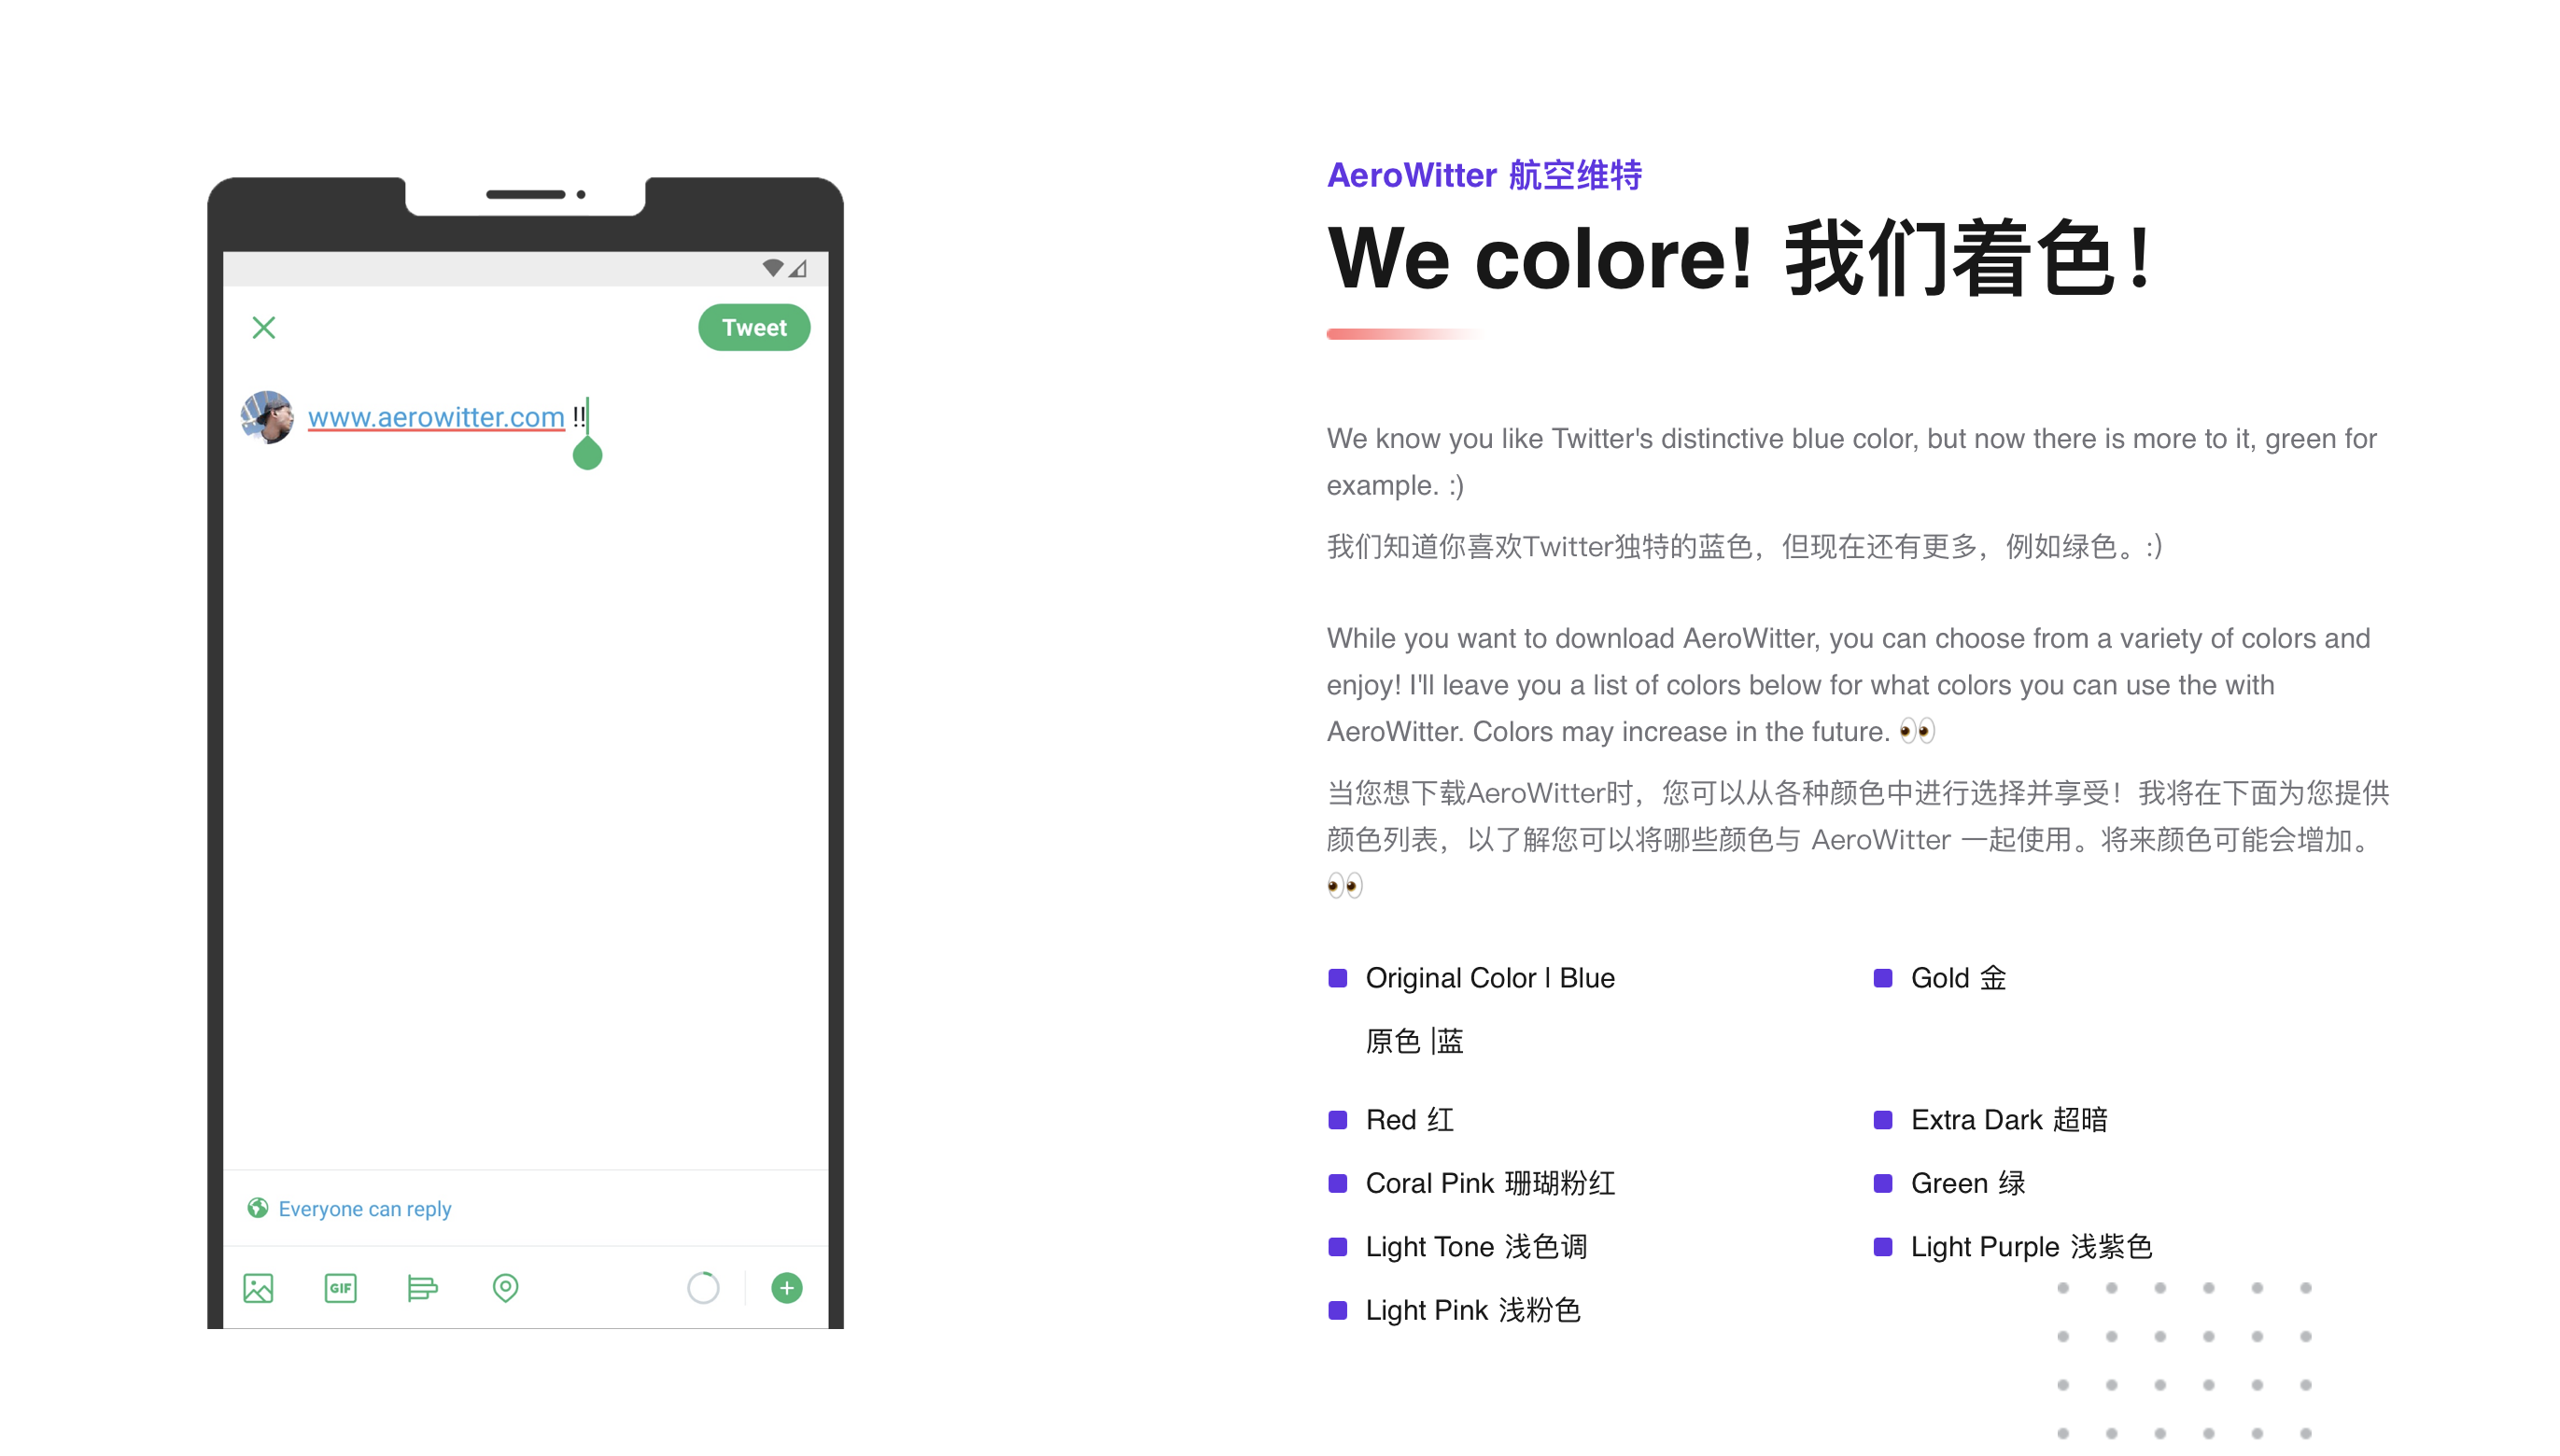 Tweet
www.aerowitter.com !!
Everyone can reply
GIF
AeroWitter 航空维特
We colore! 我们着色！
We know you like Twitter's distinctive blue color, but now there is more to it, green for
example. :)
我们知道你喜欢Twitter独特的蓝色，但现在还有更多，例如绿色。:)
While you want to download AeroWitter, you can choose from a variety of colors and
enjoy! I'll leave you a list of colors below for what colors you can use the with
AeroWitter. Colors may increase in the future. 👀
当您想下载AeroWitter时，您可以从各种颜色中进行选择并享受！我将在下面为您提供
颜色列表，以了解您可以将哪些颜色与 AeroWitter 一起使用。将来颜色可能会增加。
👀
Original Color | Blue
原色 |蓝
Gold 金
Red 红
Extra Dark 超暗
Coral Pink 珊瑚粉红
Green 绿
Light Tone 浅色调
Light Purple 浅紫色
Light Pink 浅粉色